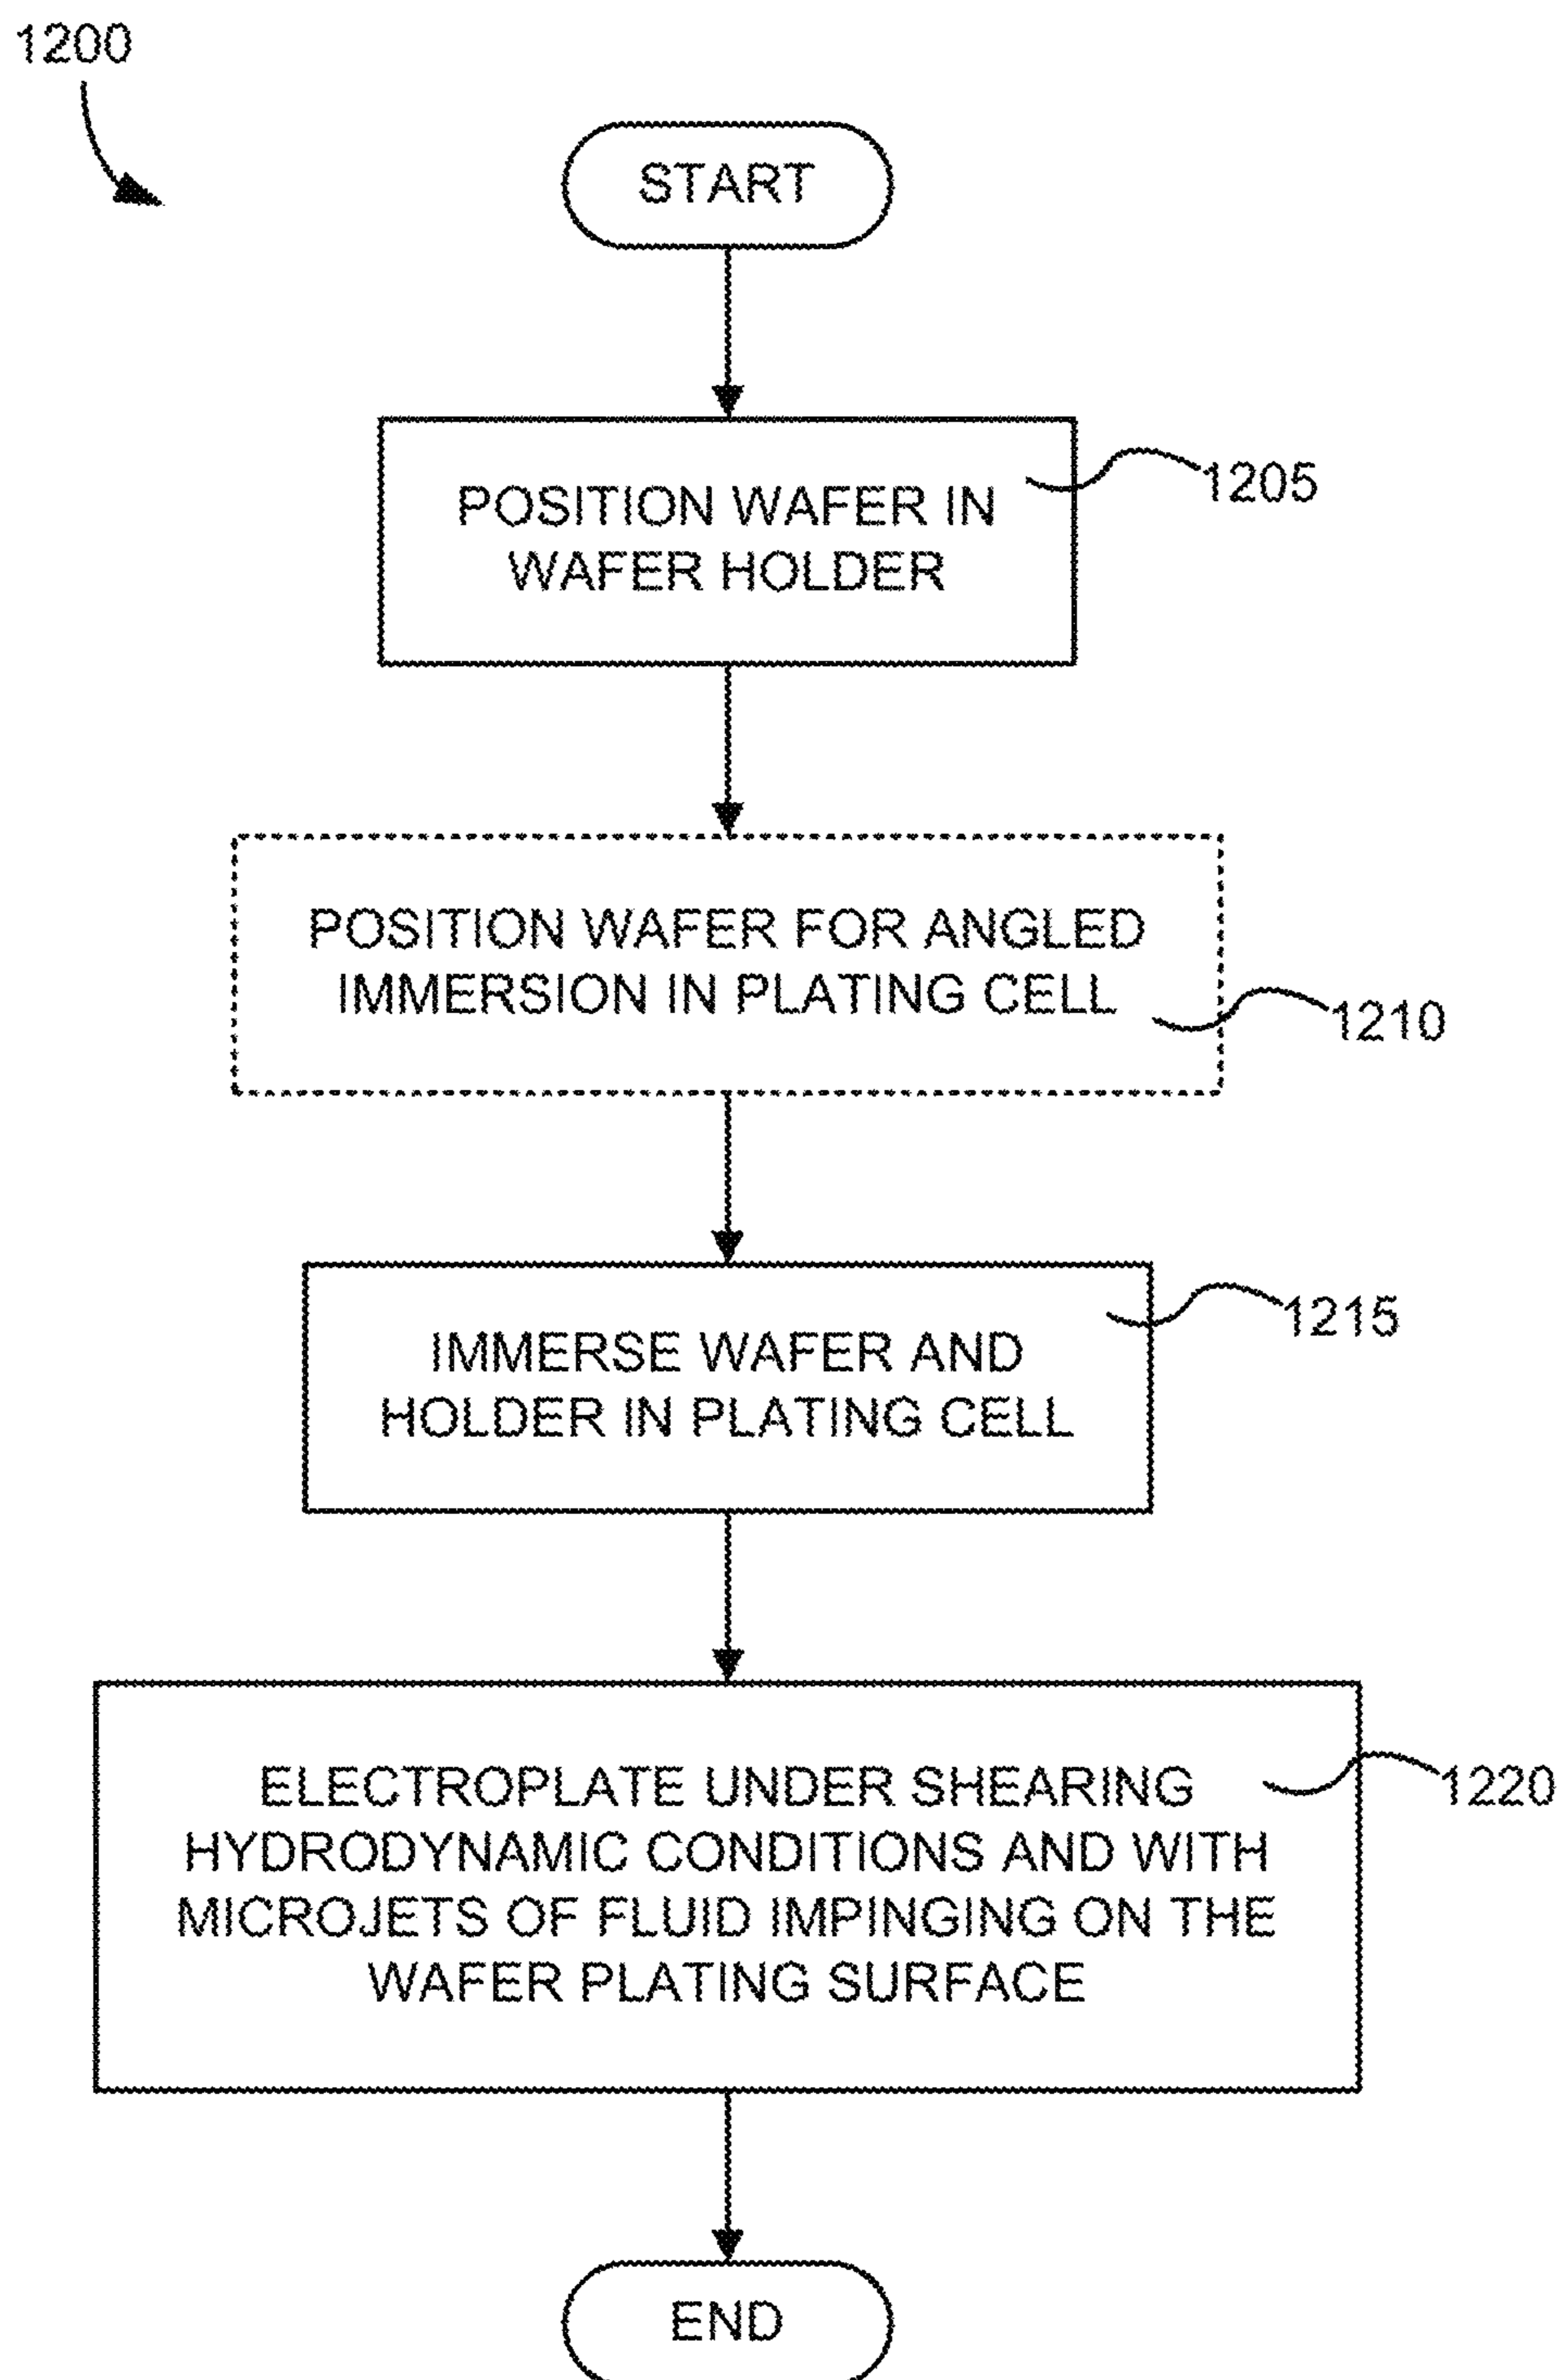 1200
START
POSITION WAFER IN
WAFER HOLDER
1205
POSITION WAFER FOR ANGLED
IMMERSION IN PLATING CELL
1210
IMMERSE WAFER AND
HOLDER IN PLATING CELL
1215
ELECTROPLATE UNDER SHEARING
HYDRODYNAMIC CONDITIONS AND WITH
MICROJETS OF FLUID IMPINGING ON THE
WAFER PLATING SURFACE
1220
END